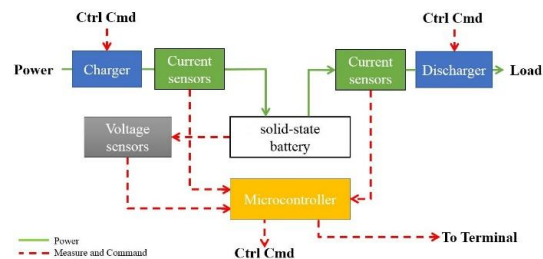 Ctrl Cmd
Ctrl Cmd
Power
Charger
Current
sensors
Current
sensors
Discharger
Load
Voltage
sensors
solid-state
battery
Microcontroller
Power
Measure and Command
Ctrl Cmd
To Terminal